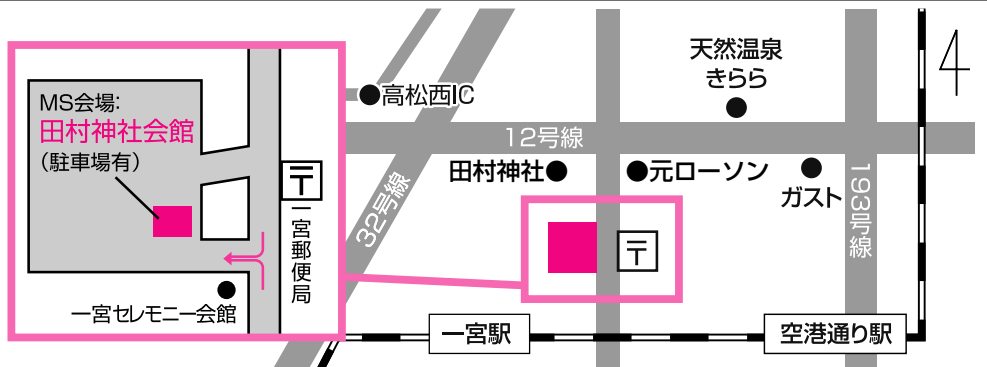 MS会場:
田村神社会館
（駐車場有）
〒
一宮郵便局
一宮セレモニー会館
高松西IC
32号線
12号線
田村神社
元ローソン
〒
天然温泉
きらら
ガスト
193号線
一宮駅
空港通り駅
4